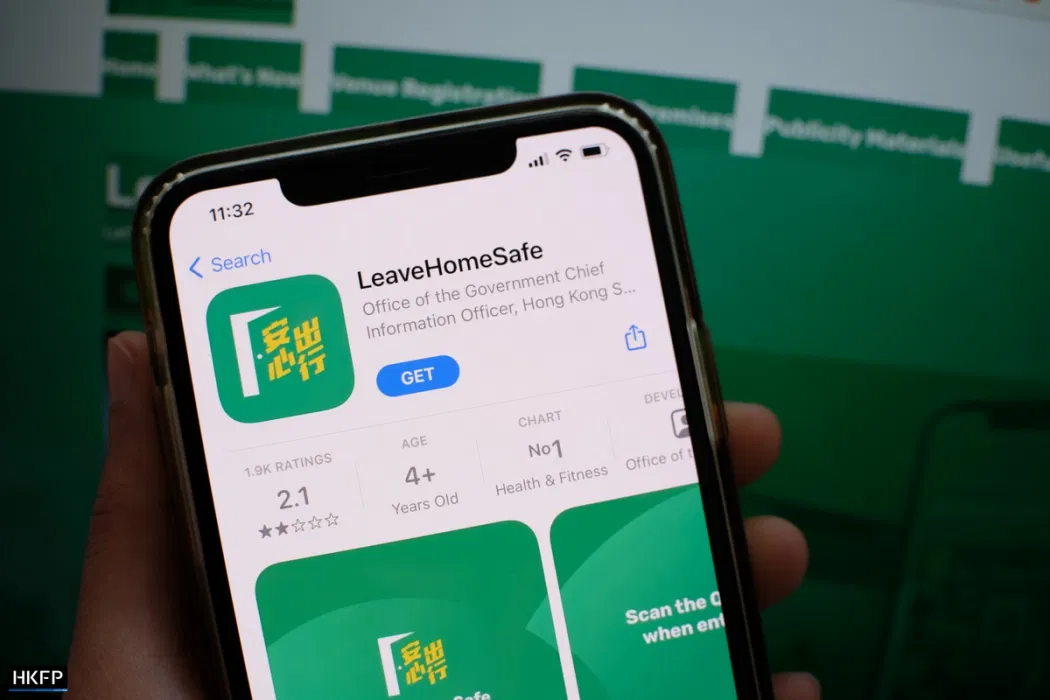 What's New
Venue Registration
Premises
Publicity Materials
11:32
Search
LeaveHomeSafe
Office of the Government Chief
Information Officer, Hong Kong S...
安心出行
GET
1.9K RATINGS
2.1
AGE
4+
Years Old
CHART
No1
Health & Fitness
DEVEL
Office of t
安心出行
Safe
Scan the Q
when ent
HKFP